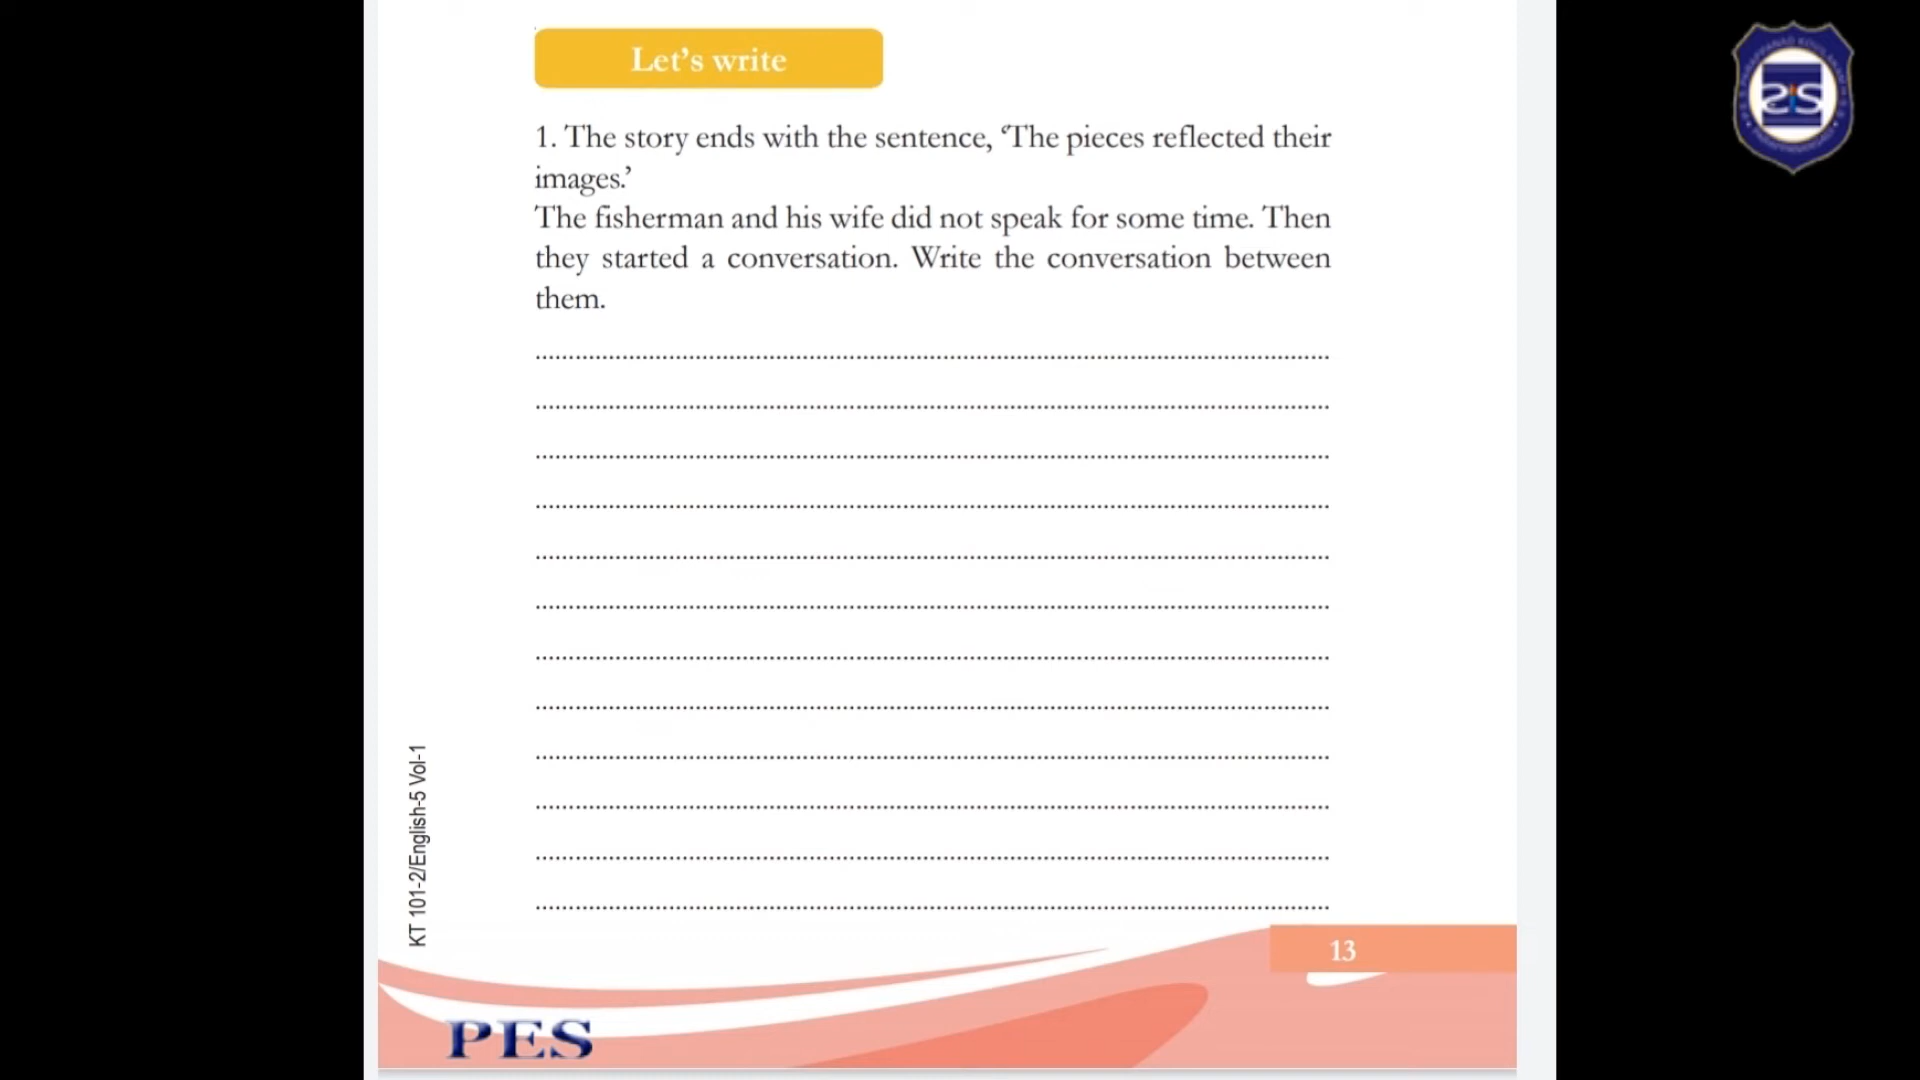 Let's write
1. The story ends with the sentence, ‘The pieces reflected their
images.’
The fisherman and his wife did not speak for some time. Then
they started a conversation. Write the conversation between
them.
KT 101-2/English-5 Vol-1
13
PES